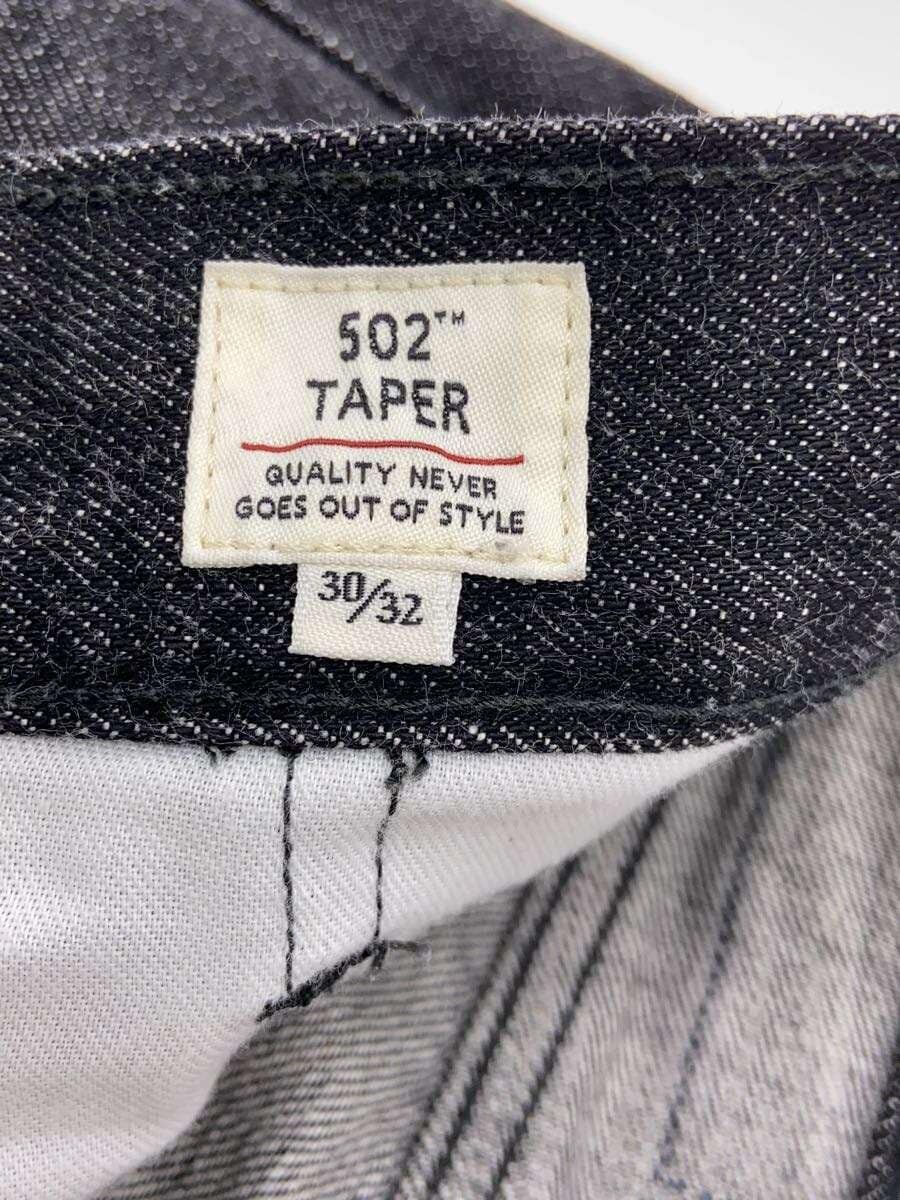 502™
TAPER
QUALITY NEVER
GOES OUT OF STYLE
30/32